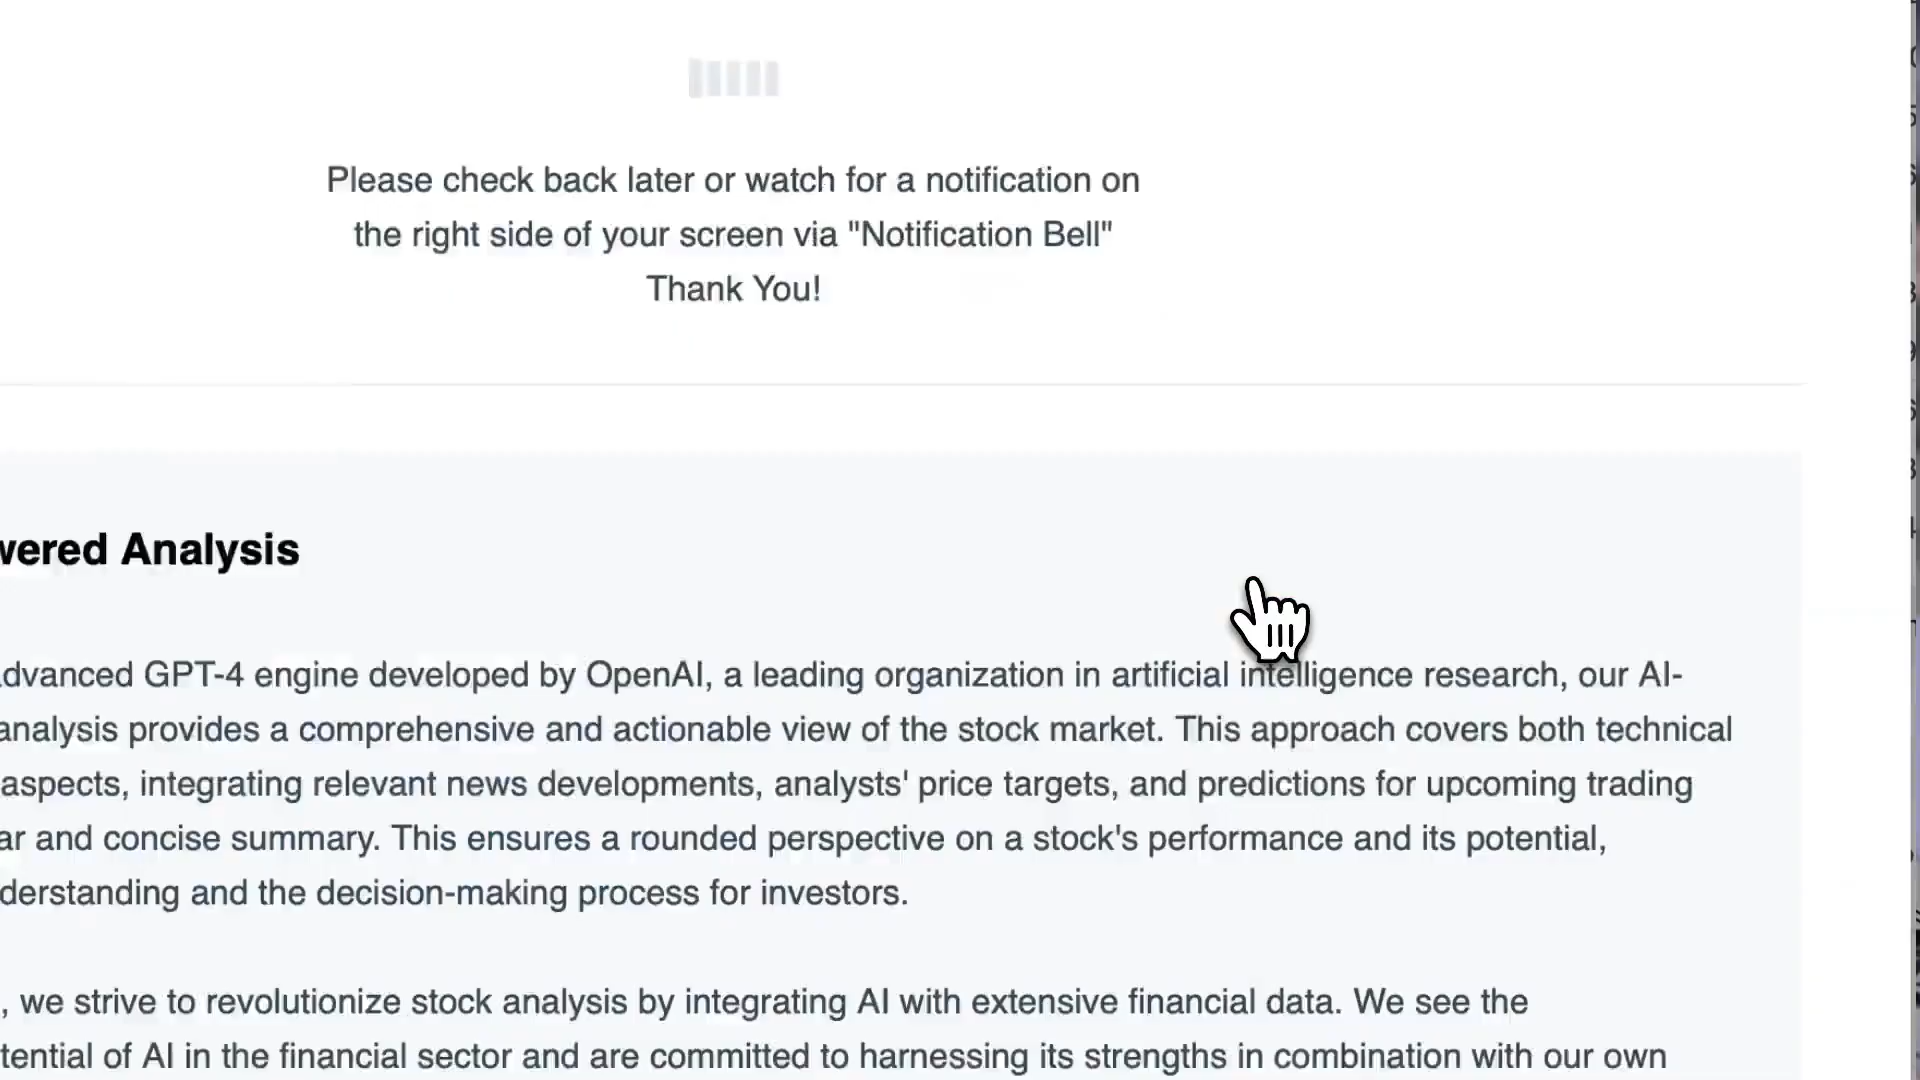 Please check back later or watch for a notification on
the right side of your screen via "Notification Bell"
Thank You!
wered Analysis
dvanced GPT-4 engine developed by OpenAI, a leading organization in artificial intelligence research, our AI-
analysis provides a comprehensive and actionable view of the stock market. This approach covers both technical
aspects, integrating relevant news developments, analysts' price targets, and predictions for upcoming trading
ar and concise summary. This ensures a rounded perspective on a stock's performance and its potential,
derstanding and the decision-making process for investors.
, we strive to revolutionize stock analysis by integrating AI with extensive financial data. We see the
tential of AI in the financial sector and are committed to harnessing its strengths in combination with our own